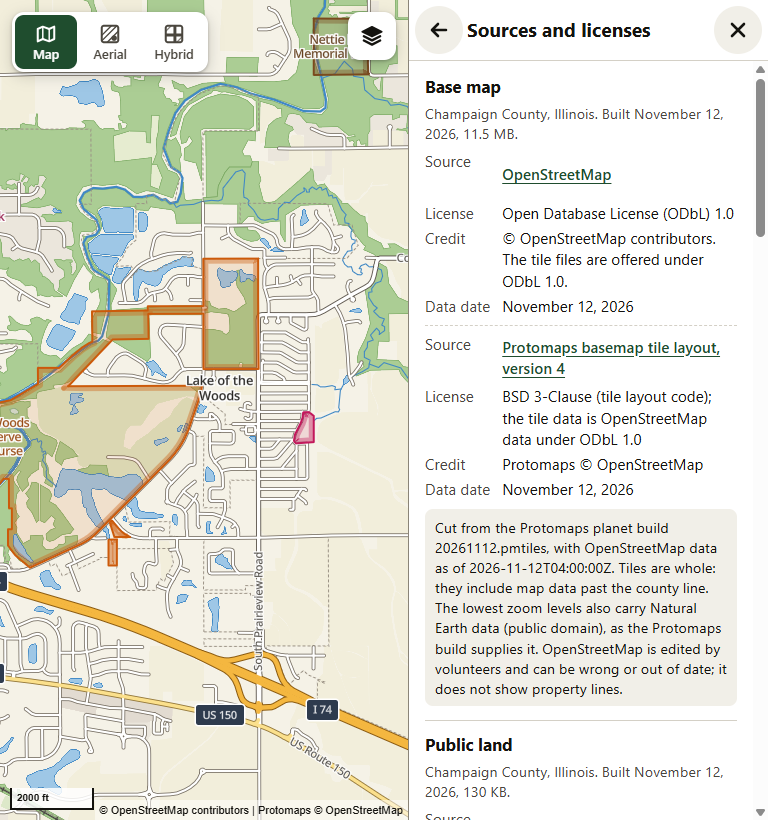 Map
Aerial
Hybrid
Nettie
Memorial
Lake of the
Woods
oods
erve
urse
South Prairieview Road
US 150
I 74
US Route 150
Co
2000 ft
© OpenStreetMap contributors | Protomaps © OpenStreetMap
Sources and licenses
Base map
Champaign County, Illinois. Built November 12,
2026, 11.5 MB.
Source
OpenStreetMap
License Open Database License (ODbL) 1.0
Credit © OpenStreetMap contributors.
The tile files are offered under
ODbL 1.0.
Data date November 12, 2026
Source Protomaps basemap tile layout,
version 4
License BSD 3-Clause (tile layout code);
the tile data is OpenStreetMap
data under ODbL 1.0
Credit Protomaps © OpenStreetMap
Data date November 12, 2026
Cut from the Protomaps planet build
20261112.pmtiles, with OpenStreetMap data
as of 2026-11-12T04:00:00Z. Tiles are whole:
they include map data past the county line.
The lowest zoom levels also carry Natural
Earth data (public domain), as the Protomaps
build supplies it. OpenStreetMap is edited by
volunteers and can be wrong or out of date; it
does not show property lines.
Public land
Champaign County, Illinois. Built November 12,
2026, 130 KB.
Source